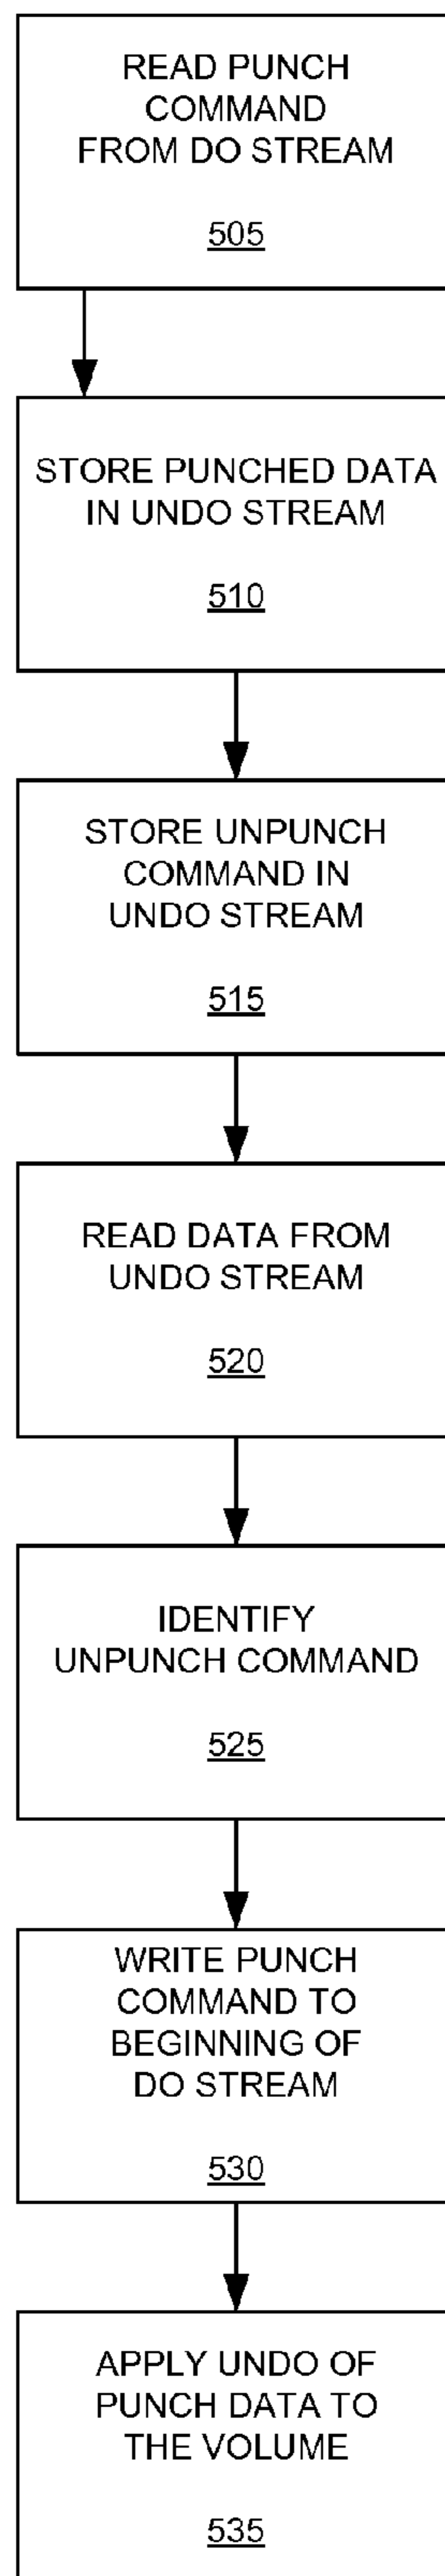 READ PUNCH
COMMAND
FROM DO STREAM
505
STORE PUNCHED DATA
IN UNDO STREAM
510
STORE UNPUNCH
COMMAND IN
UNDO STREAM
515
READ DATA FROM
UNDO STREAM
520
IDENTIFY
UNPUNCH COMMAND
525
WRITE PUNCH
COMMAND TO
BEGINNING OF
DO STREAM
530
APPLY UNDO OF
PUNCH DATA TO
THE VOLUME
535